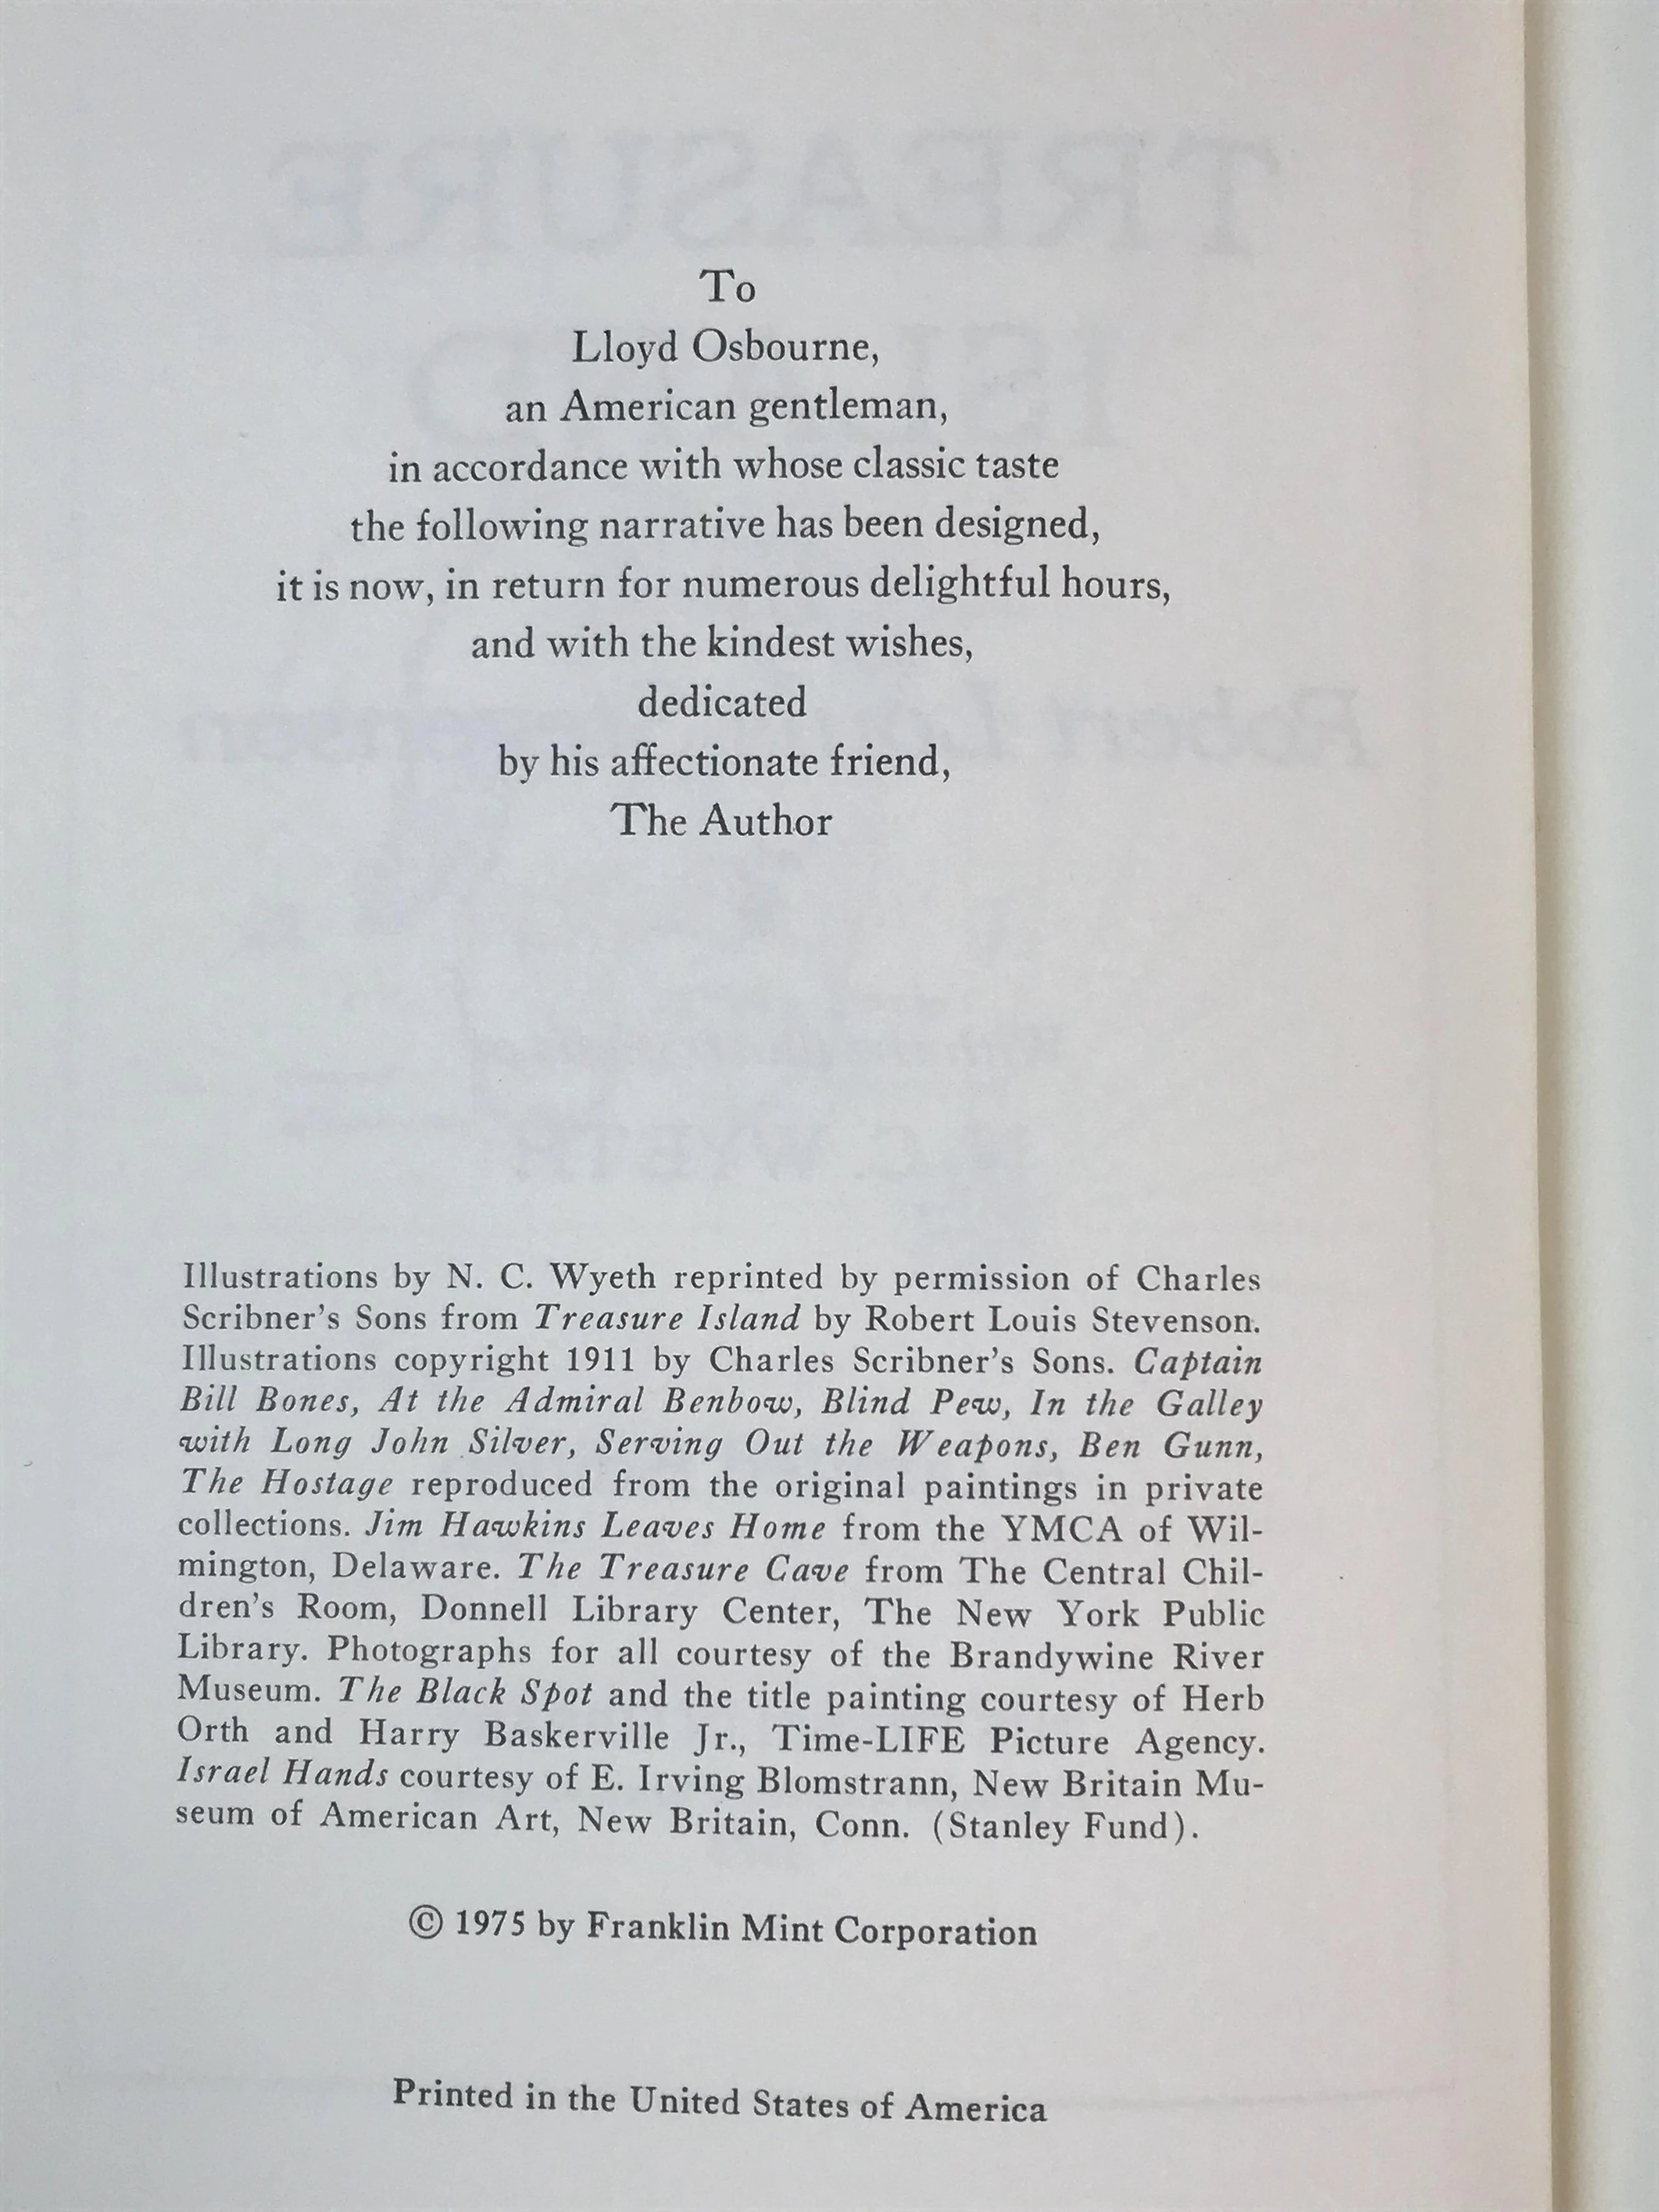 To
Lloyd Osbourne,
an American gentleman,
in accordance with whose classic taste
the following narrative has been designed,
it is now, in return for numerous delightful hours,
and with the kindest wishes,
dedicated
by his affectionate friend,
The Author
Illustrations by N. C. Wyeth reprinted by permission of Charles
Scribner's Sons from Treasure Island by Robert Louis Stevenson.
Illustrations copyright 1911 by Charles Scribner's Sons. Captain
Bill Bones, At the Admiral Benbow, Blind Pew, In the Galley
with Long John Silver, Serving Out the Weapons, Ben Gunn,
The Hostage reproduced from the original paintings in private
collections. Jim Hawkins Leaves Home from the YMCA of Wil-
mington, Delaware. The Treasure Cave from The Central Chil-
dren's Room, Donnell Library Center, The New York Public
Library. Photographs for all courtesy of the Brandywine River
Museum. The Black Spot and the title painting courtesy of Herb
Orth and Harry Baskerville Jr., Time-LIFE Picture Agency.
Israel Hands courtesy of E. Irving Blomstrann, New Britain Mu-
seum of American Art, New Britain, Conn. (Stanley Fund).
© 1975 by Franklin Mint Corporation
Printed in the United States of America